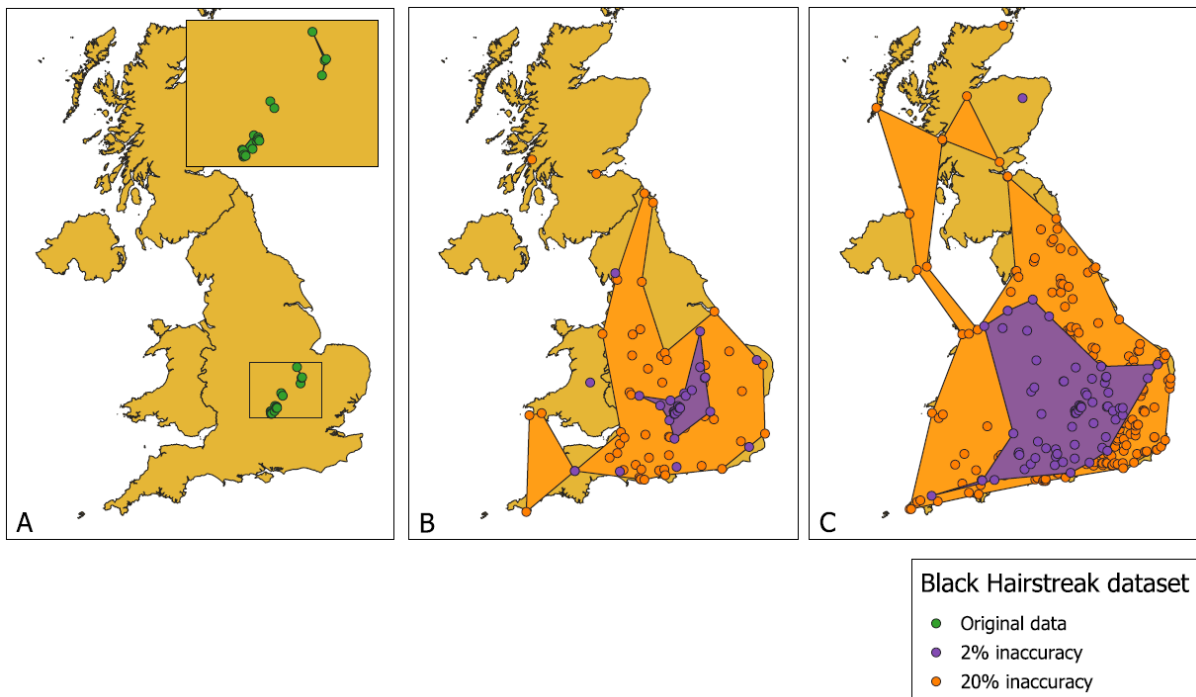 A
B
C
Black Hairstreak dataset
Original data
2% inaccuracy
20% inaccuracy